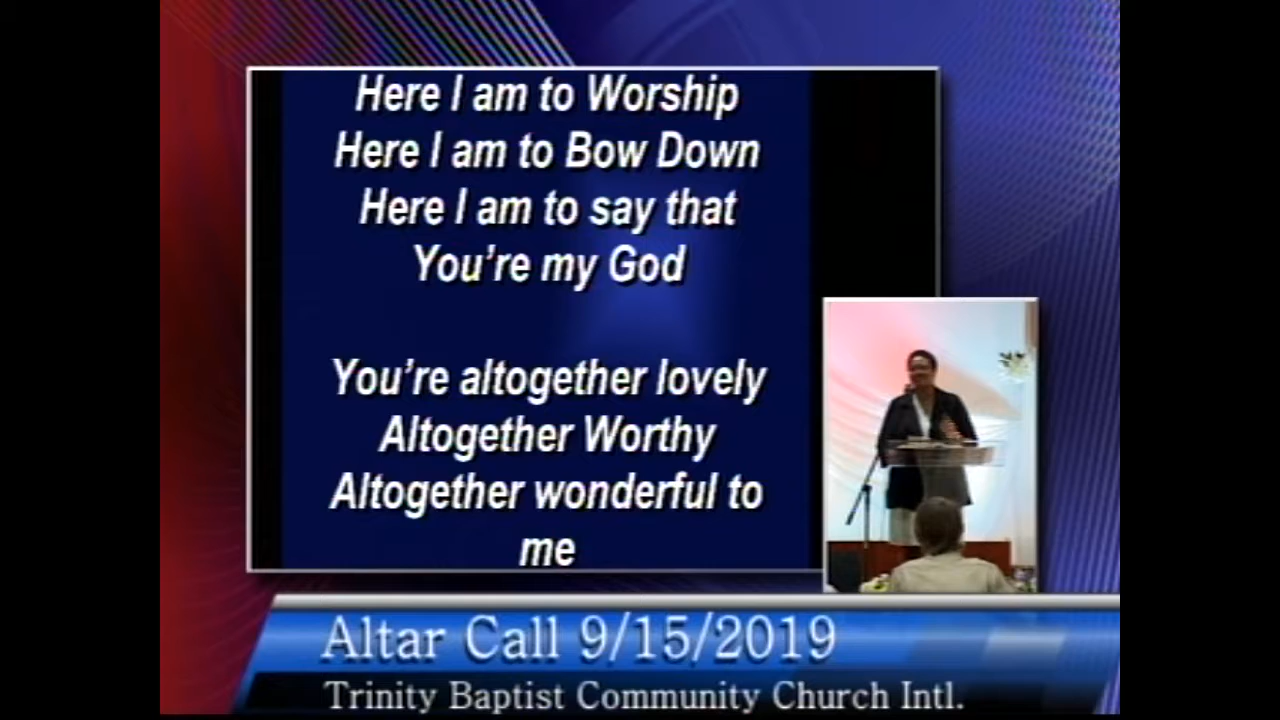 Here I am to Worship
Here I am to Bow Down
Here I am to say that
You’re my God
You’re altogether lovely
Altogether Worthy
Altogether wonderful to
me
Altar Call 9/15/2019
Trinity Baptist Community Church Intl.